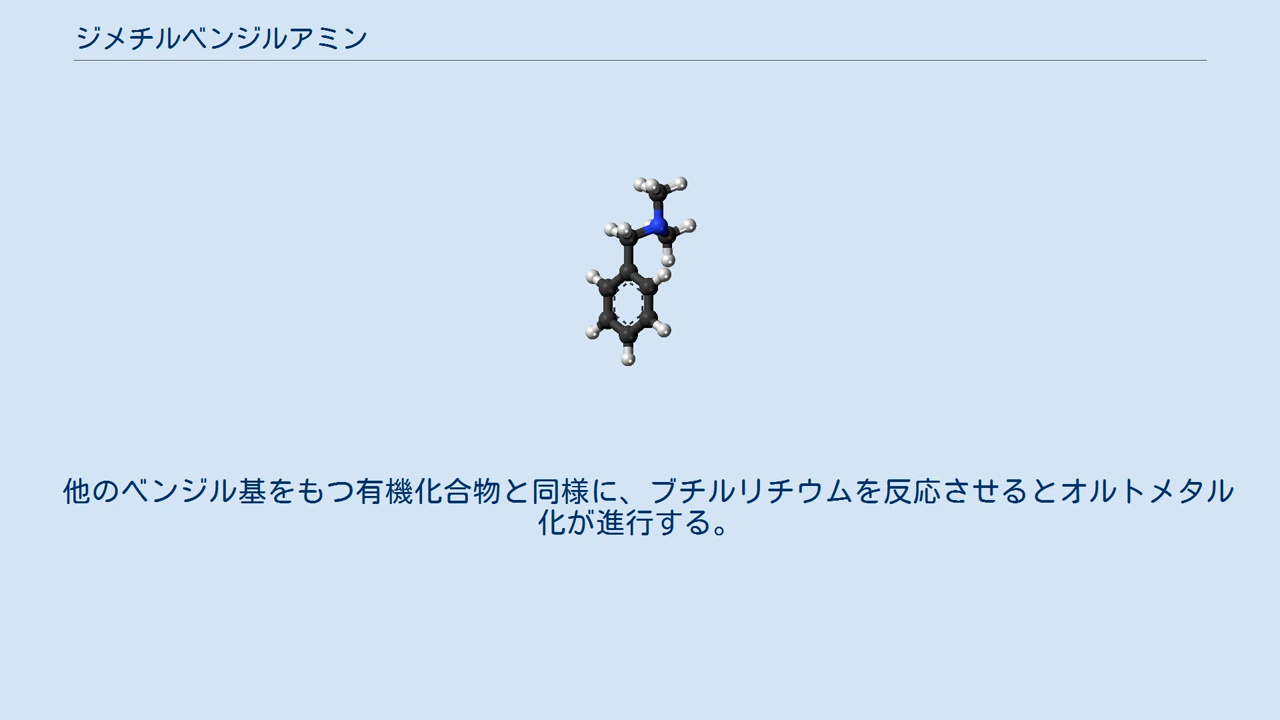 ジメチルベンジルアミン
他のベンジル基をもつ有機化合物と同様に、ブチルリチウムを反応させるとオルトメタル
化が進行する。